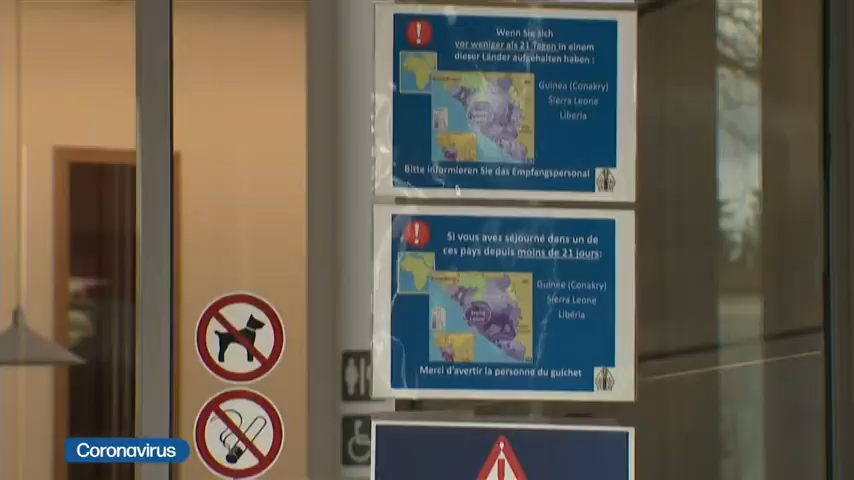 Wenn Sie sich
vor weniger als 21 Tagen in einem
dieser Länder aufgehalten haben :
Guinea (Conakry)
Sierra Leone
Liberia
Bitte informieren Sie das Empfangspersonal
Si vous avez séjourné dans un de
ces pays depuis moins de 21 jours:
Guinée (Conakry)
Sierra Leone
Libéria
Merci d'avertir la personne du guichet
Coronavirus